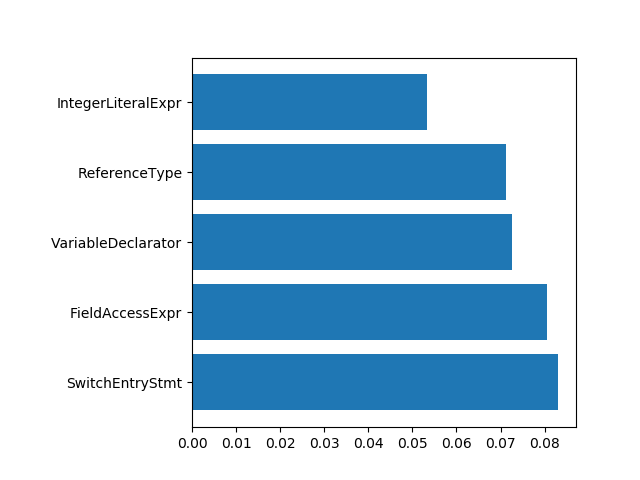 IntegerLiteralExpr
ReferenceType
VariableDeclarator
FieldAccessExpr
SwitchEntryStmt
0.00 0.01 0.02 0.03 0.04 0.05 0.06 0.07 0.08